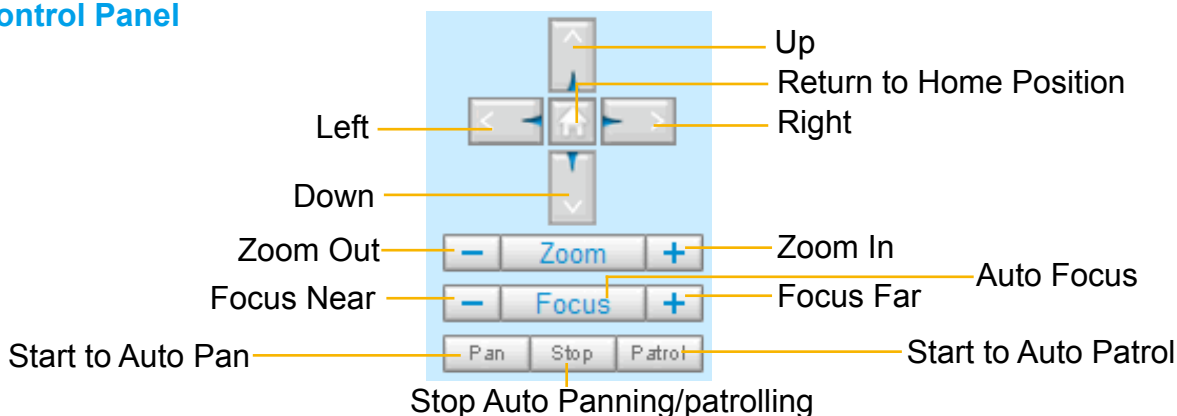 ontrol Panel
Up
Return to Home Position
Left
Right
Down
Zoom Out
Zoom
Zoom In
Auto Focus
Focus Near
Focus
Focus Far
Start to Auto Pan
Pan
Stop
Patrol
Start to Auto Patrol
Stop Auto Panning/patrolling